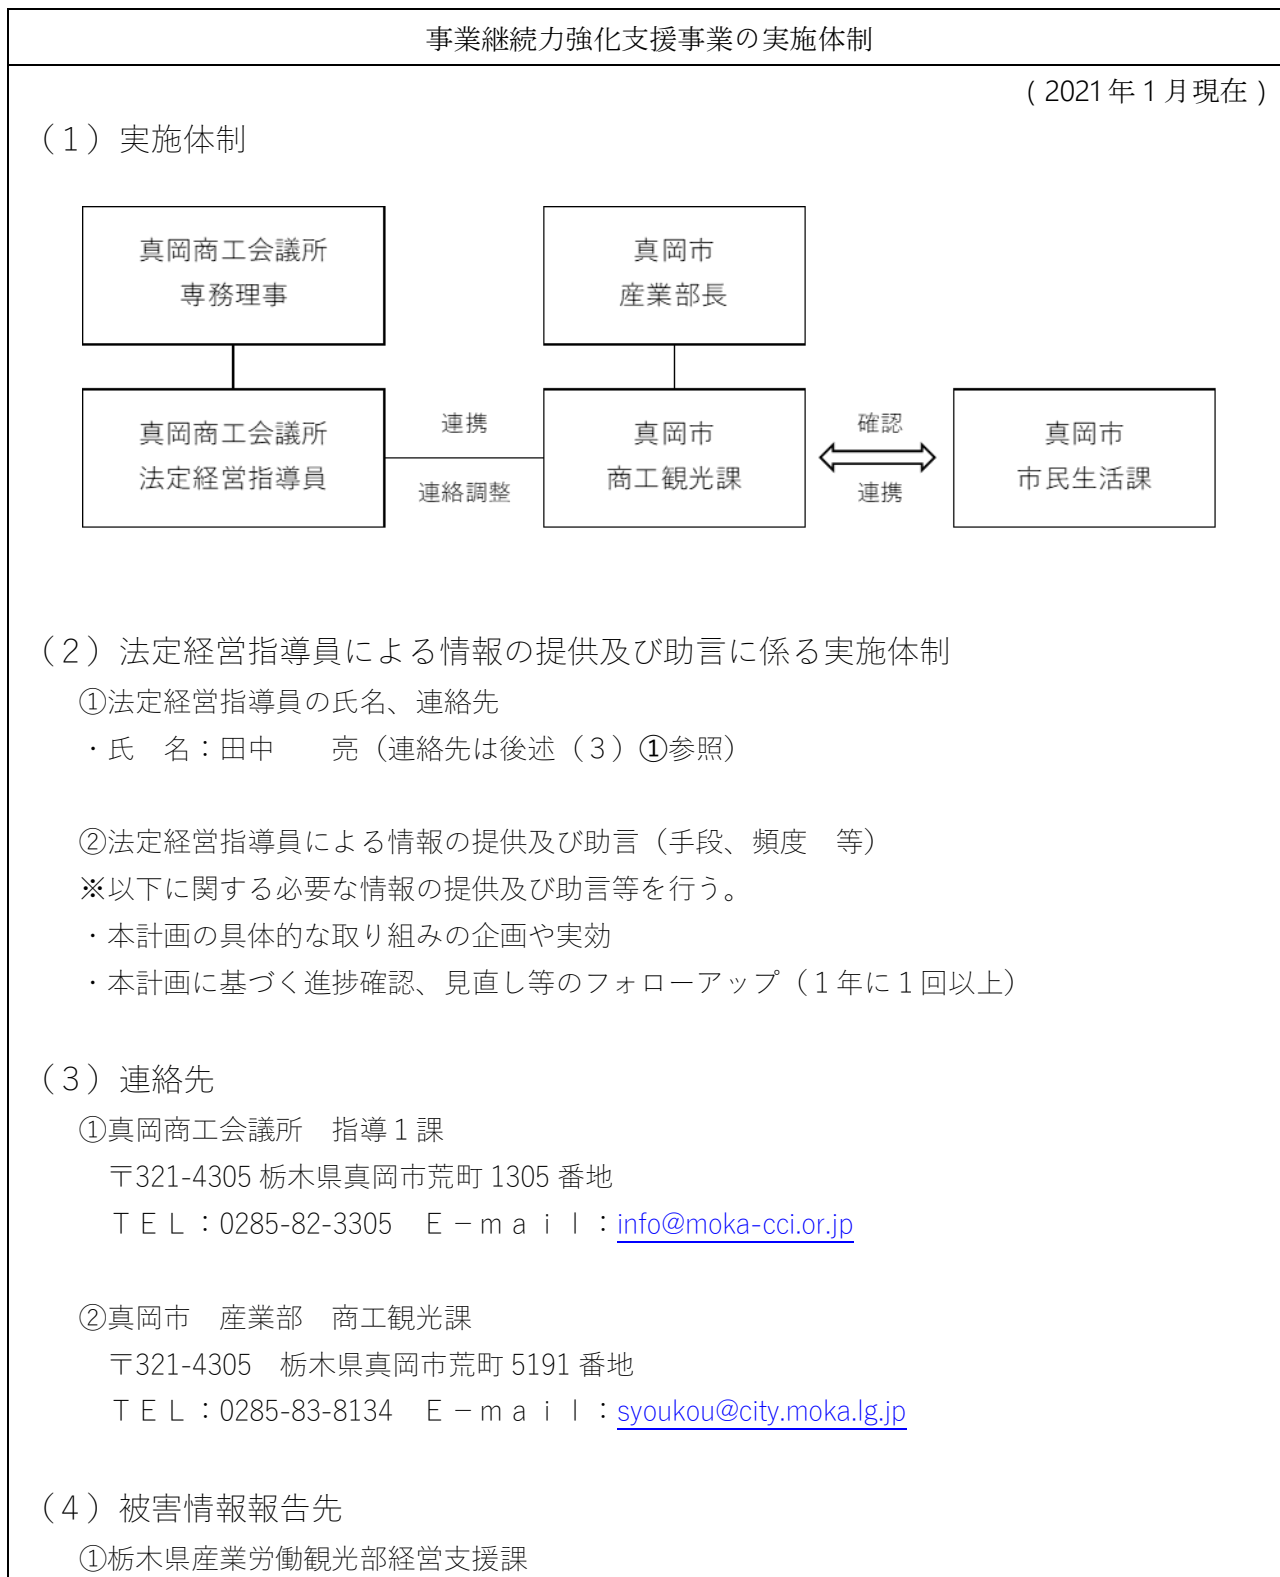 事業継続力強化支援事業の実施体制
(2021年1月現在)
（１）実施体制
真岡商工会議所
専務理事
真岡市
産業部長
真岡商工会議所
法定経営指導員
連携
連絡調整
真岡市
商工観光課
確認
連携
真岡市
市民生活課
（２）法定経営指導員による情報の提供及び助言に係る実施体制
①法定経営指導員の氏名、連絡先
・氏　名：田中　　亮（連絡先は後述（３）①参照）
②法定経営指導員による情報の提供及び助言（手段、頻度　等）
※以下に関する必要な情報の提供及び助言等を行う。
・本計画の具体的な取り組みの企画や実効
・本計画に基づく進捗確認、見直し等のフォローアップ（１年に１回以上）
（３）連絡先
①真岡商工会議所　指導１課
〒321-4305 栃木県真岡市荒町 1305 番地
ＴＥＬ：0285-82-3305　Ｅ－ｍａｉｌ：info@moka-cci.or.jp
②真岡市　産業部　商工観光課
〒321-4305　栃木県真岡市荒町 5191 番地
ＴＥＬ：0285-83-8134　Ｅ－ｍａｉｌ：syoukou@city.moka.lg.jp
（４）被害情報報告先
①栃木県産業労働観光部経営支援課